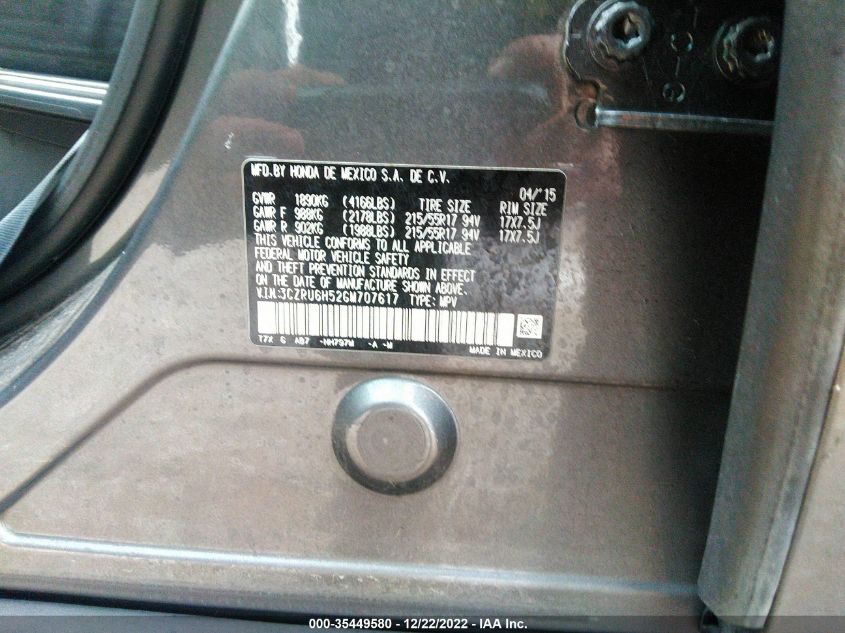 MFD.BY HONDA DE MEXICO S.A. DE C.V.
04/'15
GVWR 1890KG (4166LBS) TIRE SIZE RIM SIZE
GAWR F 988KG (2178LBS) 215/55R17 94V 17X7.5J
GAWR R 902KG (1988LBS) 215/55R17 94V 17X7.5J
THIS VEHICLE CONFORMS TO ALL APPLICABLE
FEDERAL MOTOR VEHICLE SAFETY
AND THEFT PREVENTION STANDARDS IN EFFECT
ON THE DATE OF MANUFACTURE SHOWN ABOVE.
V.I.N:3CZRU6H52GM707617 TYPE: MPV
T7X G A97 -NH797M -A -M
MADE IN MEXICO
000-35449580 - 12/22/2022 - IAA Inc.